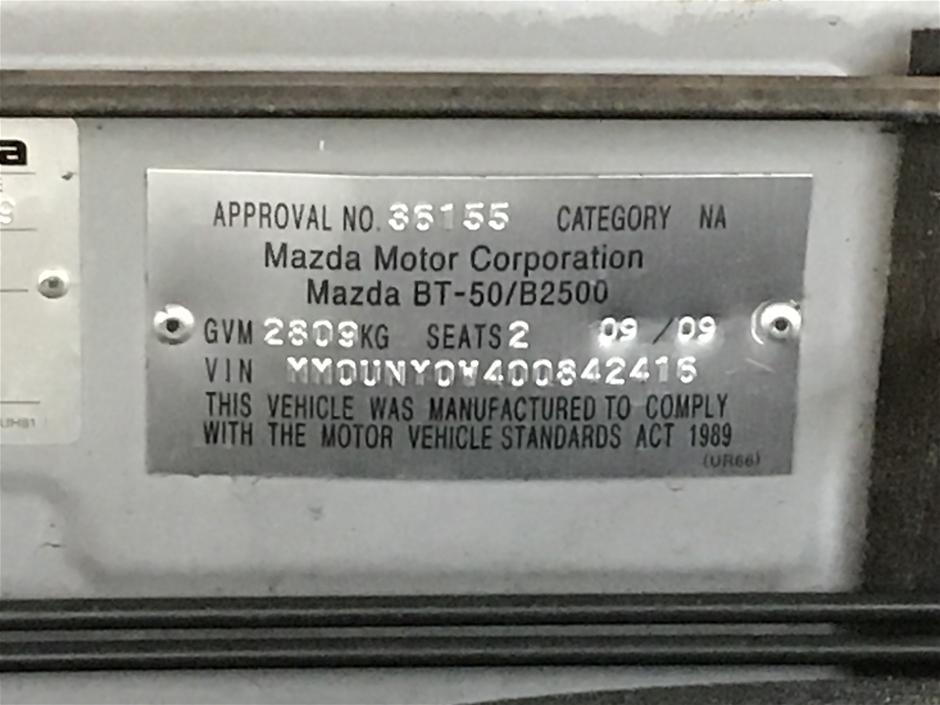 a
APPROVAL NO. 36155 CATEGORY NA
Mazda Motor Corporation
Mazda BT-50/B2500
GVM 2809KG SEATS 2 09 / 09
VIN MM0UNY0W400842416
THIS VEHICLE WAS MANUFACTURED TO COMPLY
WITH THE MOTOR VEHICLE STANDARDS ACT 1989
(UR66)